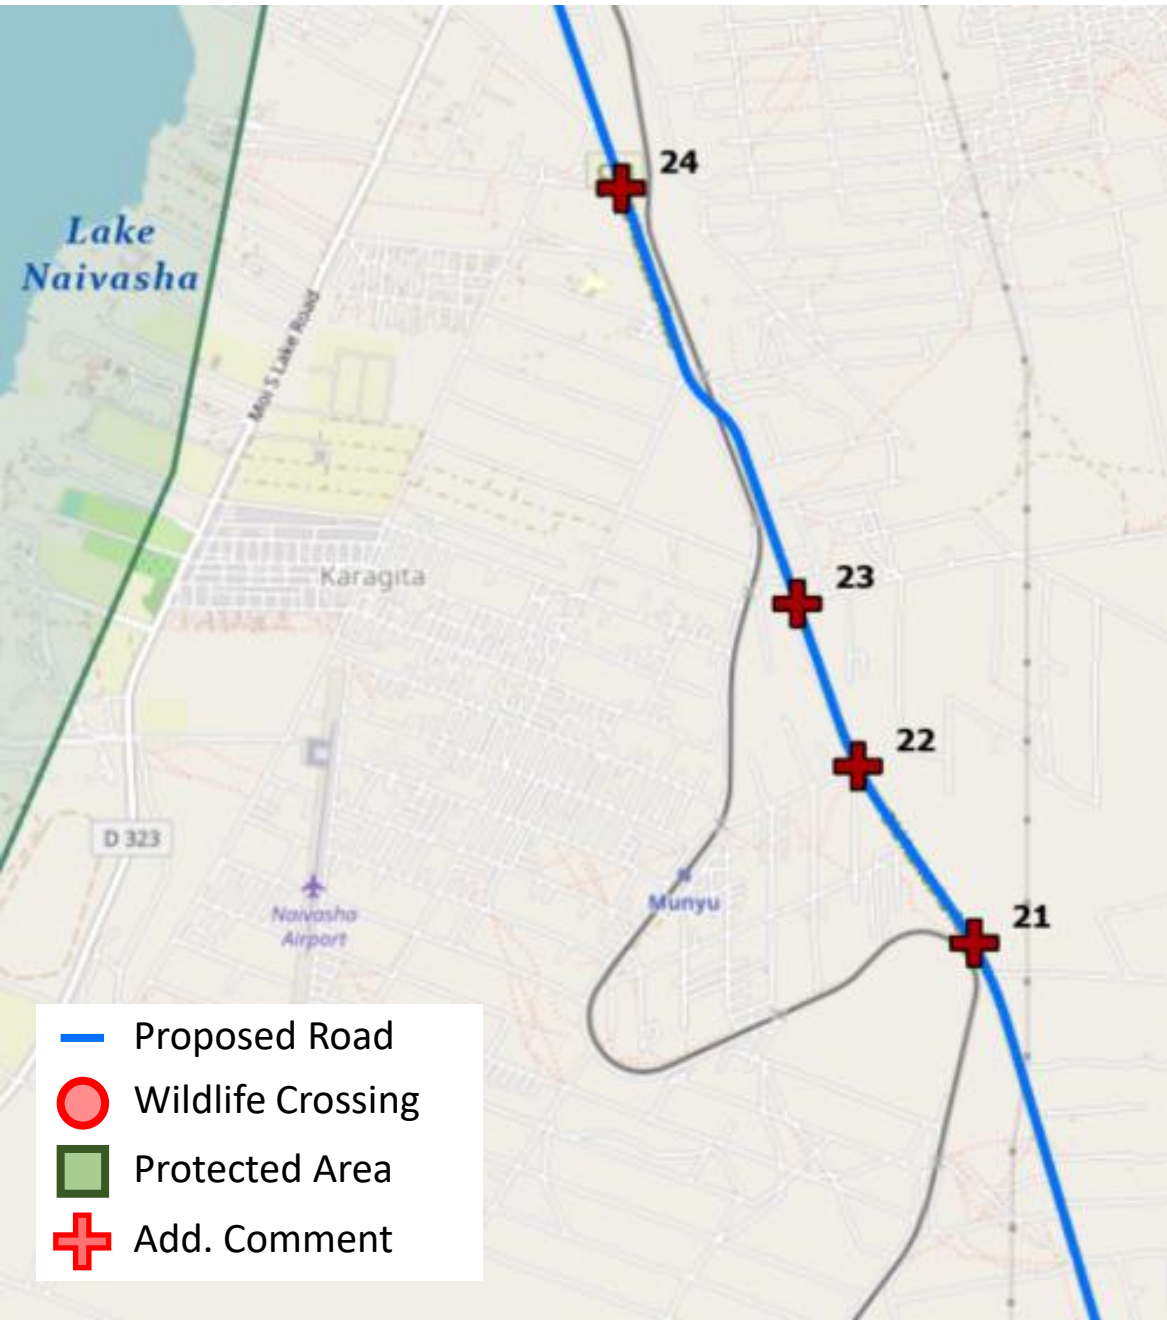 24
Lake
Naivasha
Moi S Lake Road
Karagita
23
22
D 323
Munyu
Naivasha
Airport
21
Proposed Road
Wildlife Crossing
Protected Area
Add. Comment